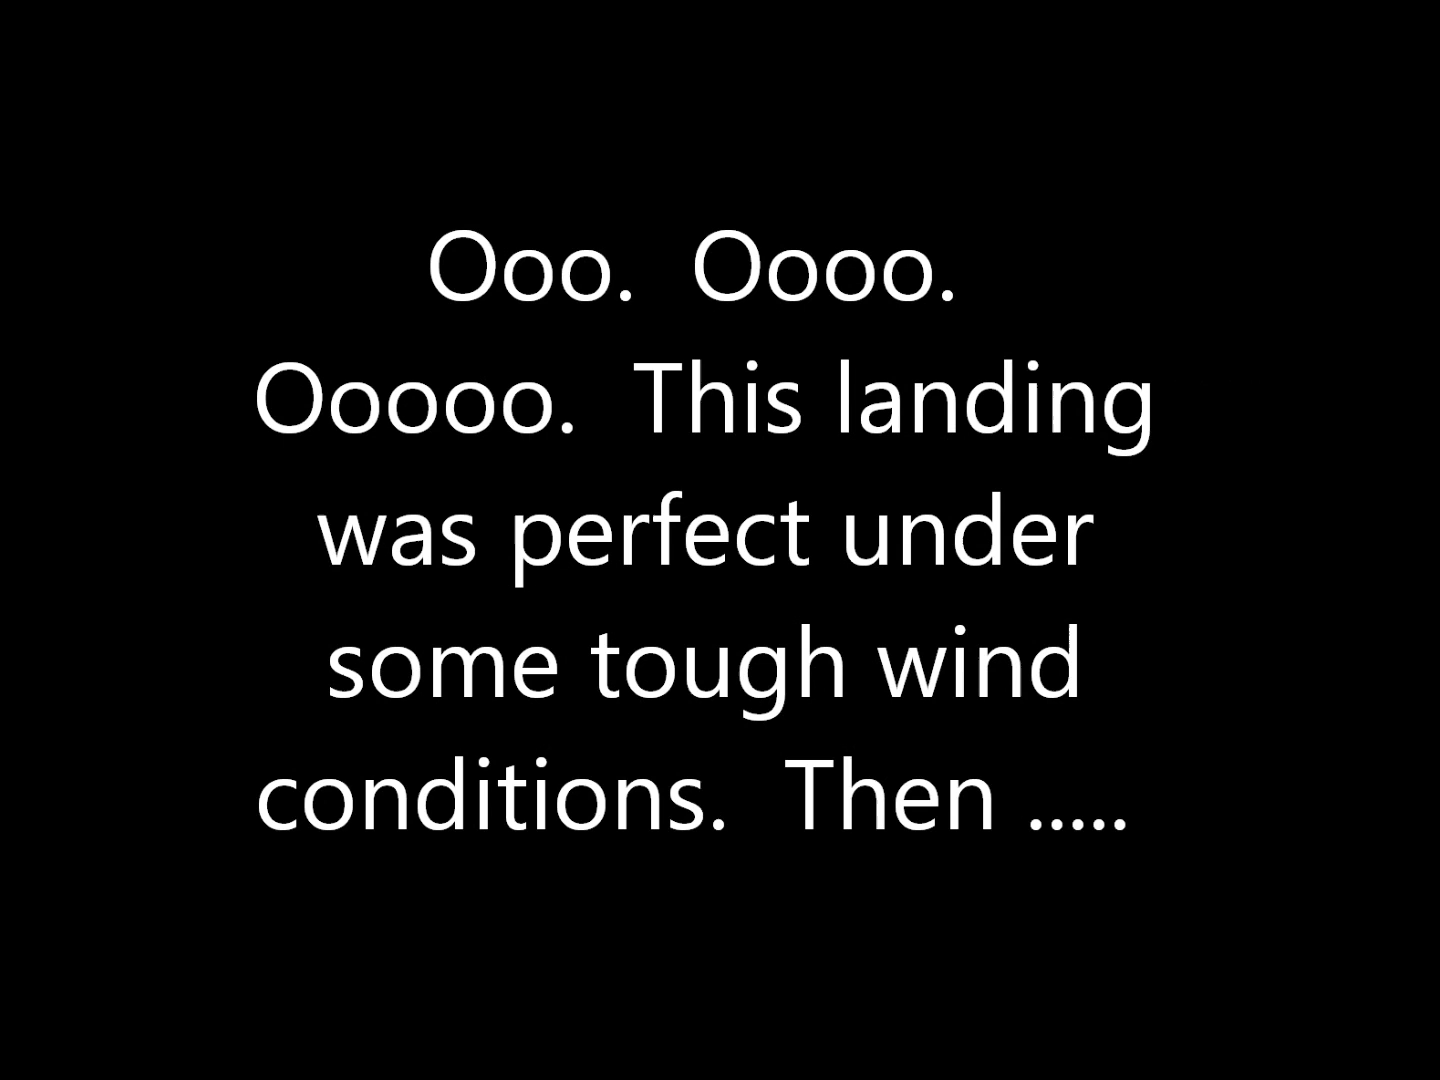 Ooo.  Oooo.
Ooooo.  This landing
was perfect under
some tough wind
conditions.  Then .....